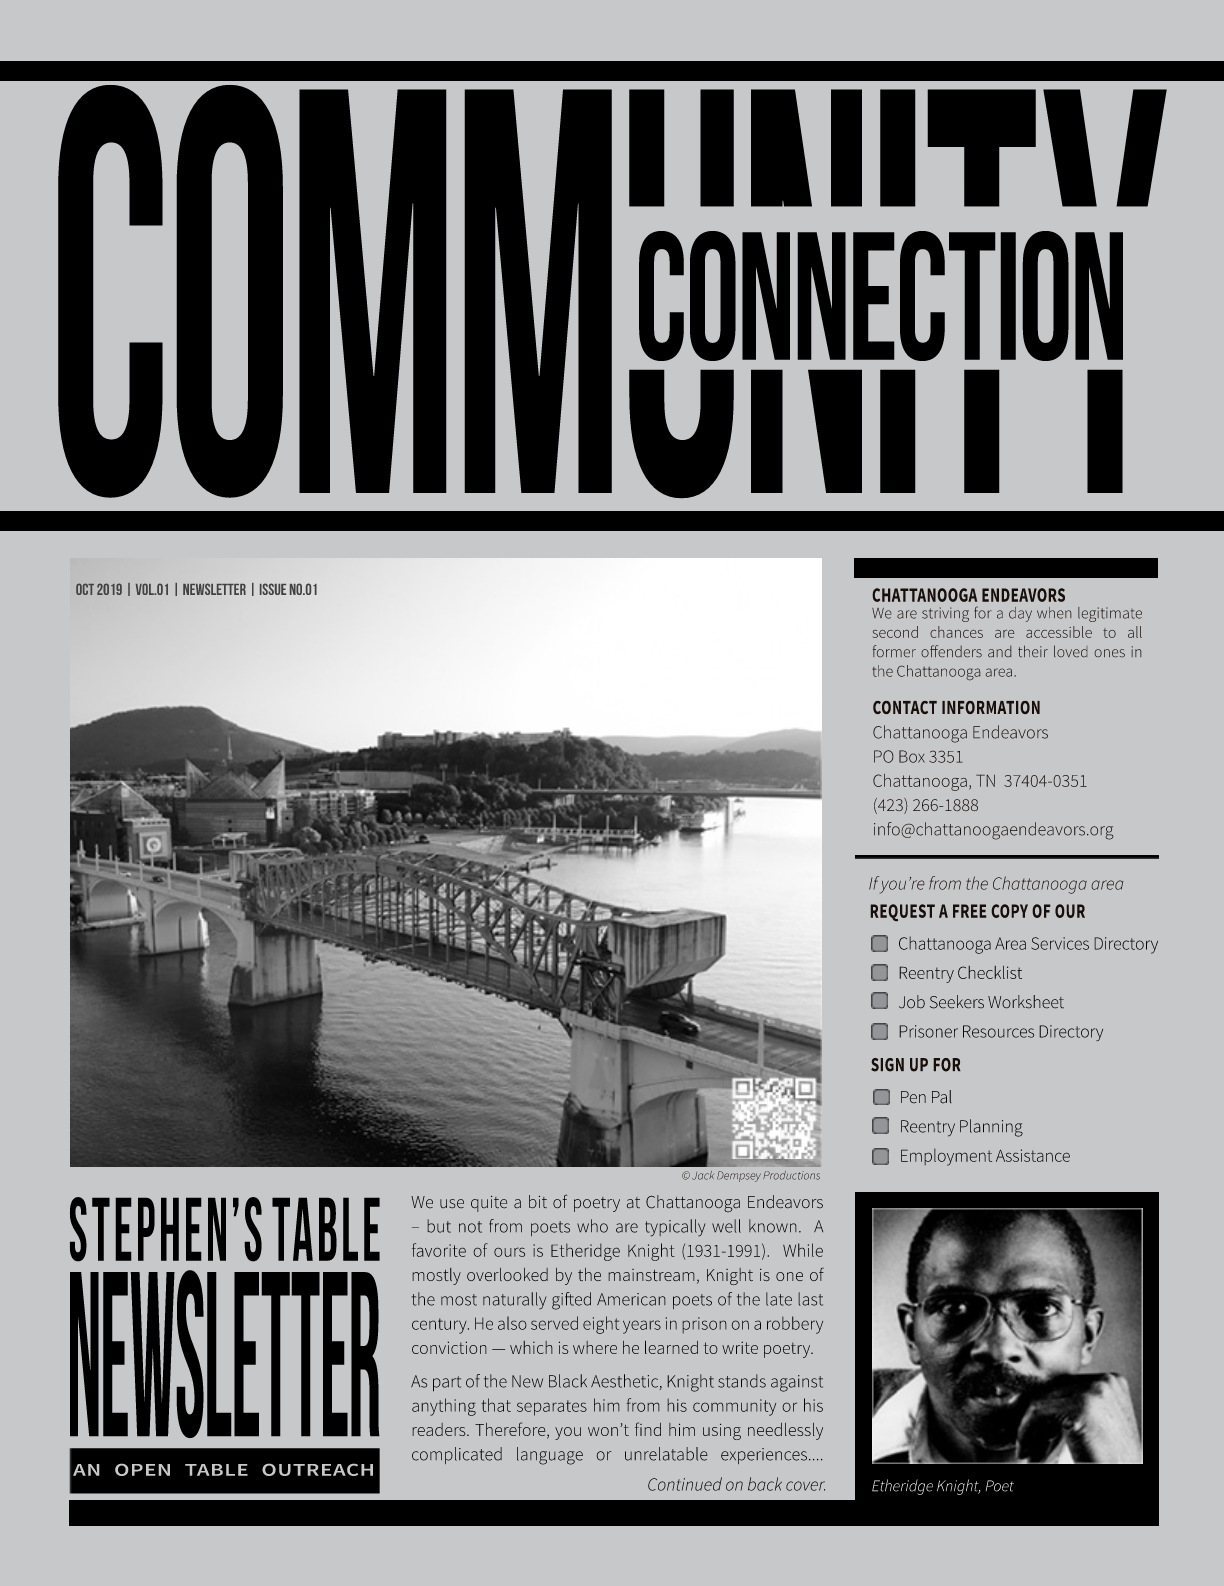 COMMUNITY
CONNECTION
OCT 2019 | VOL.01 | NEWSLETTER | ISSUE NO.01
© Jack Dempsey Productions
STEPHEN'S TABLE
NEWSLETTER
AN OPEN TABLE OUTREACH
We use quite a bit of poetry at Chattanooga Endeavors
– but not from poets who are typically well known. A
favorite of ours is Etheridge Knight (1931-1991). While
mostly overlooked by the mainstream, Knight is one of
the most naturally gifted American poets of the late last
century. He also served eight years in prison on a robbery
conviction — which is where he learned to write poetry.
As part of the New Black Aesthetic, Knight stands against
anything that separates him from his community or his
readers. Therefore, you won't find him using needlessly
complicated language or unrelatable experiences....
Continued on back cover.
CHATTANOOGA ENDEAVORS
We are striving for a day when legitimate
second chances are accessible to all
former offenders and their loved ones in
the Chattanooga area.
CONTACT INFORMATION
Chattanooga Endeavors
PO Box 3351
Chattanooga, TN 37404-0351
(423) 266-1888
info@chattanoogaendeavors.org
If you're from the Chattanooga area
REQUEST A FREE COPY OF OUR
Chattanooga Area Services Directory
Reentry Checklist
Job Seekers Worksheet
Prisoner Resources Directory
SIGN UP FOR
Pen Pal
Reentry Planning
Employment Assistance
Etheridge Knight, Poet